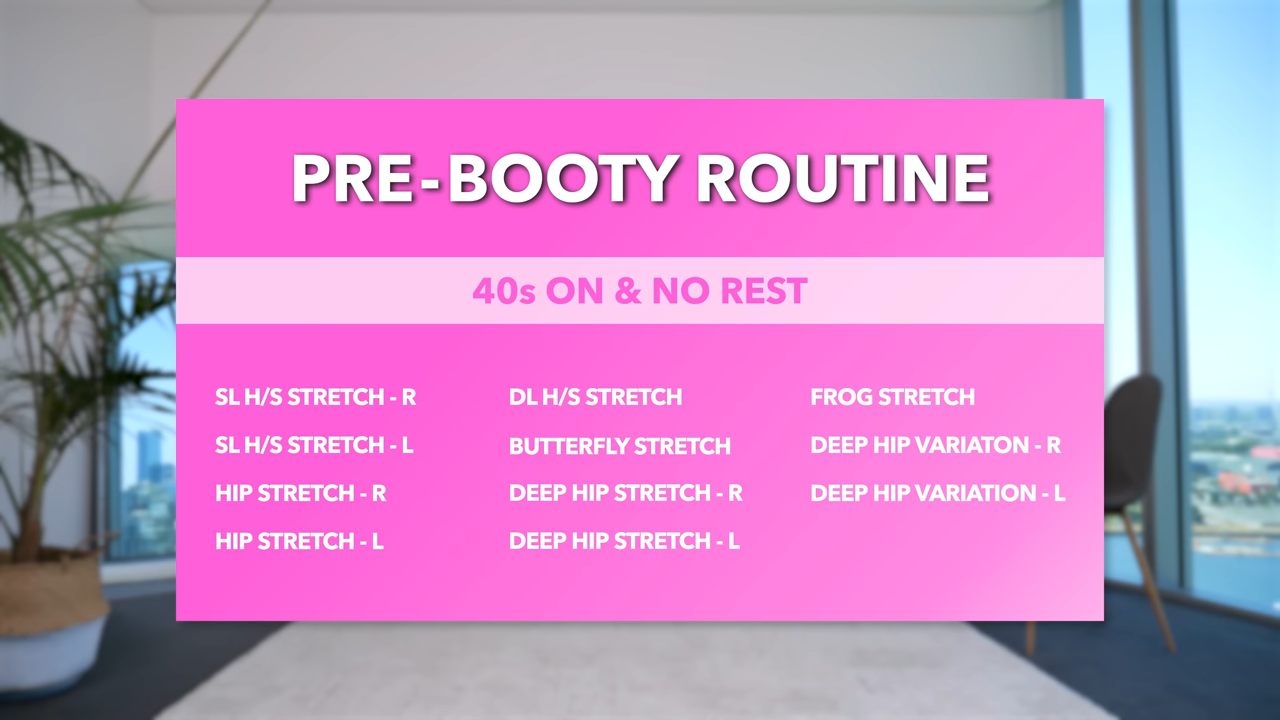 PRE-BOOTY ROUTINE
40s ON & NO REST
SL H/S STRETCH - R
SL H/S STRETCH - L
HIP STRETCH - R
HIP STRETCH - L
DL H/S STRETCH
BUTTERFLY STRETCH
DEEP HIP STRETCH - R
DEEP HIP STRETCH - L
FROG STRETCH
DEEP HIP VARIATON - R
DEEP HIP VARIATION - L